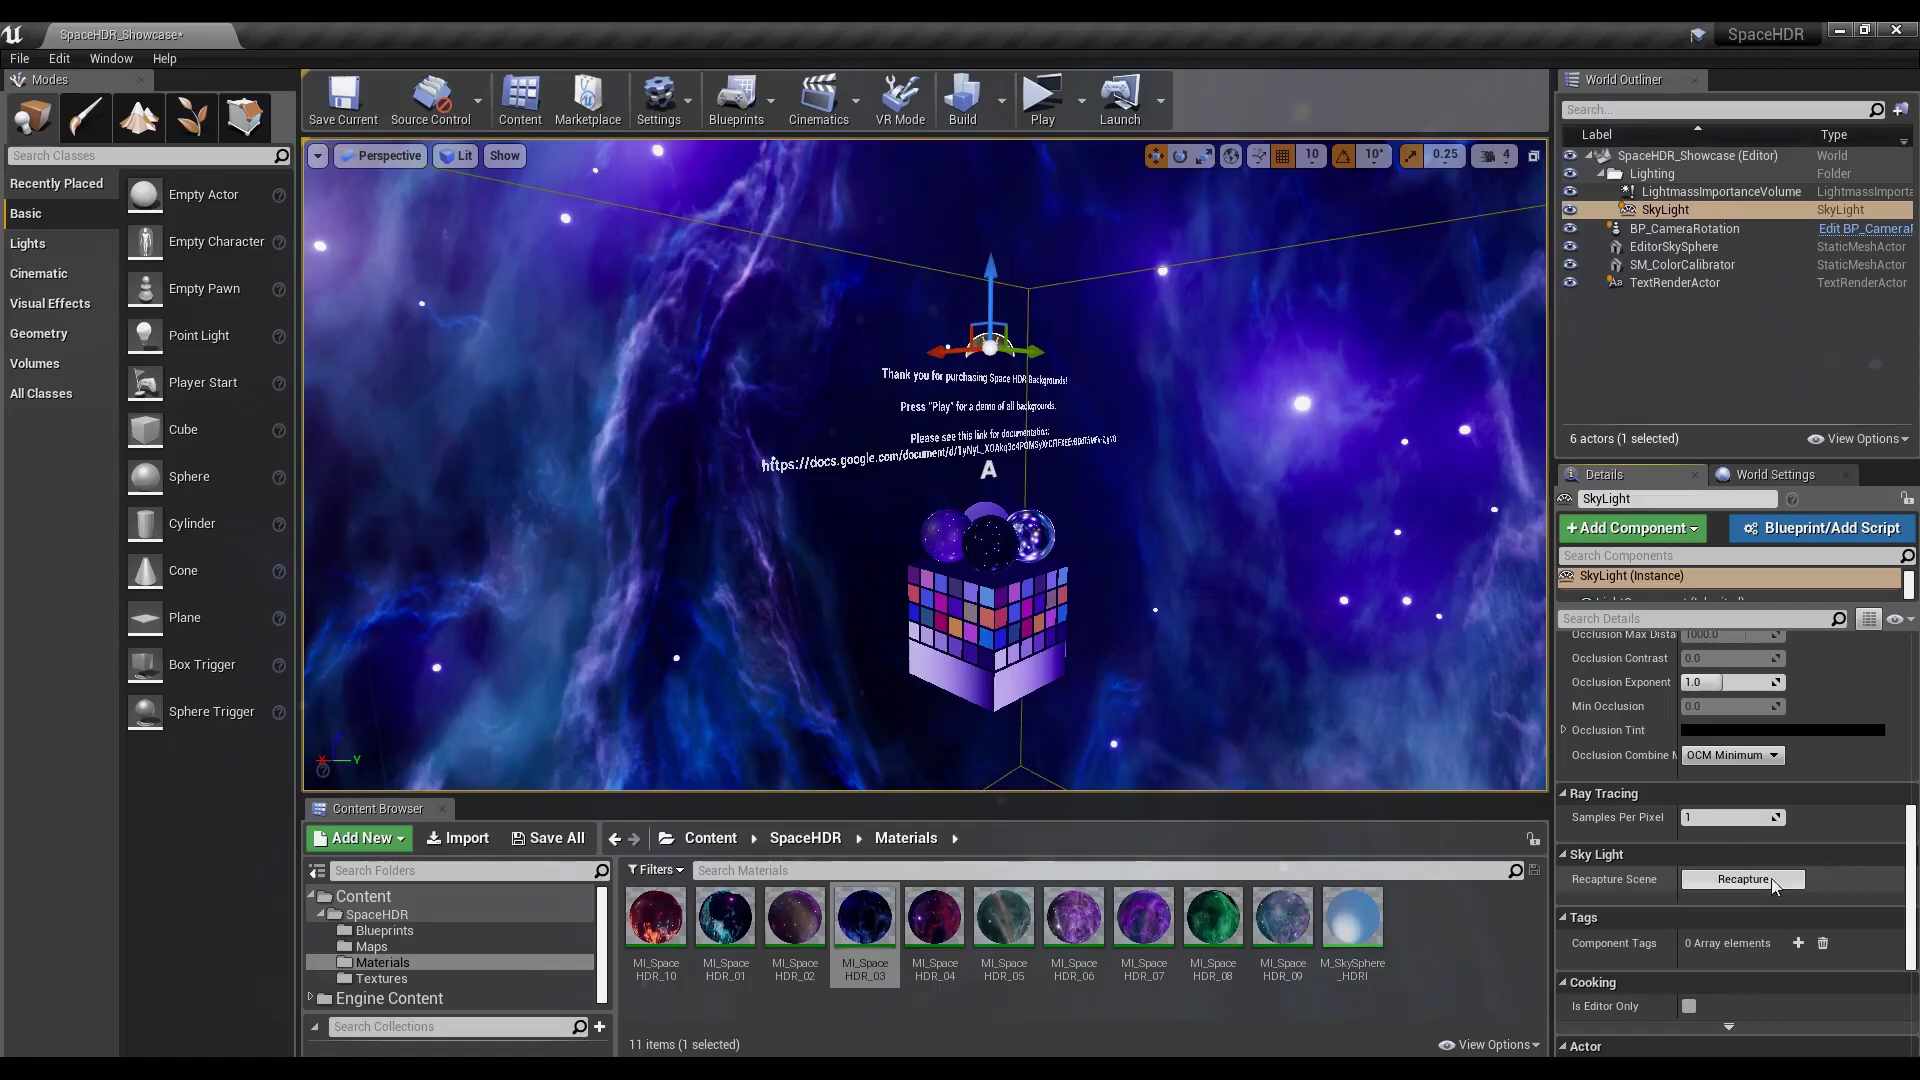 SpaceHDR_Showcase*
SpaceHDR
File Edit Window Help
Modes
Search Classes
Recently Placed
Basic
Lights
Cinematic
Visual Effects
Geometry
Volumes
All Classes
Empty Actor
Empty Character
Empty Pawn
Point Light
Player Start
Cube
Sphere
Cylinder
Cone
Plane
Box Trigger
Sphere Trigger
Save Current Source Control Content Marketplace Settings Blueprints Cinematics VR Mode Build Play Launch
Perspective Lit Show
10 10° 0.25 4
Thank you for purchasing Space HDR Backgrounds!
Press "Play" for a demo of all backgrounds.
Please see this link for documentation:
A
X Y
Content Browser
Add New Import Save All Content SpaceHDR Materials
Search Folders
Filters Search Materials
Content
SpaceHDR
Blueprints
Maps
Materials
Textures
Engine Content
Search Collections
MI_Space HDR_10
MI_Space HDR_01
MI_Space HDR_02
MI_Space HDR_03
MI_Space HDR_04
MI_Space HDR_05
MI_Space HDR_06
MI_Space HDR_07
MI_Space HDR_08
MI_Space HDR_09
M_SkySphere _HDRI
11 items (1 selected)
View Options
World Outliner
Search...
Label Type
SpaceHDR_Showcase (Editor) World
Lighting Folder
LightmassImportanceVolume LightmassImporta
SkyLight SkyLight
BP_CameraRotation Edit BP_CameraR
EditorSkySphere StaticMeshActor
SM_ColorCalibrator StaticMeshActor
TextRenderActor TextRenderActor
6 actors (1 selected)
View Options
Details World Settings
SkyLight
+Add Component Blueprint/Add Script
Search Components
SkyLight (Instance)
Search Details
Occlusion Max Dista 1000.0
Occlusion Contrast 0.0
Occlusion Exponent 1.0
Min Occlusion 0.0
Occlusion Tint
Occlusion Combine M OCM Minimum
Ray Tracing
Samples Per Pixel 1
Sky Light
Recapture Scene Recapture
Tags
Component Tags 0 Array elements
Cooking
Is Editor Only
Actor